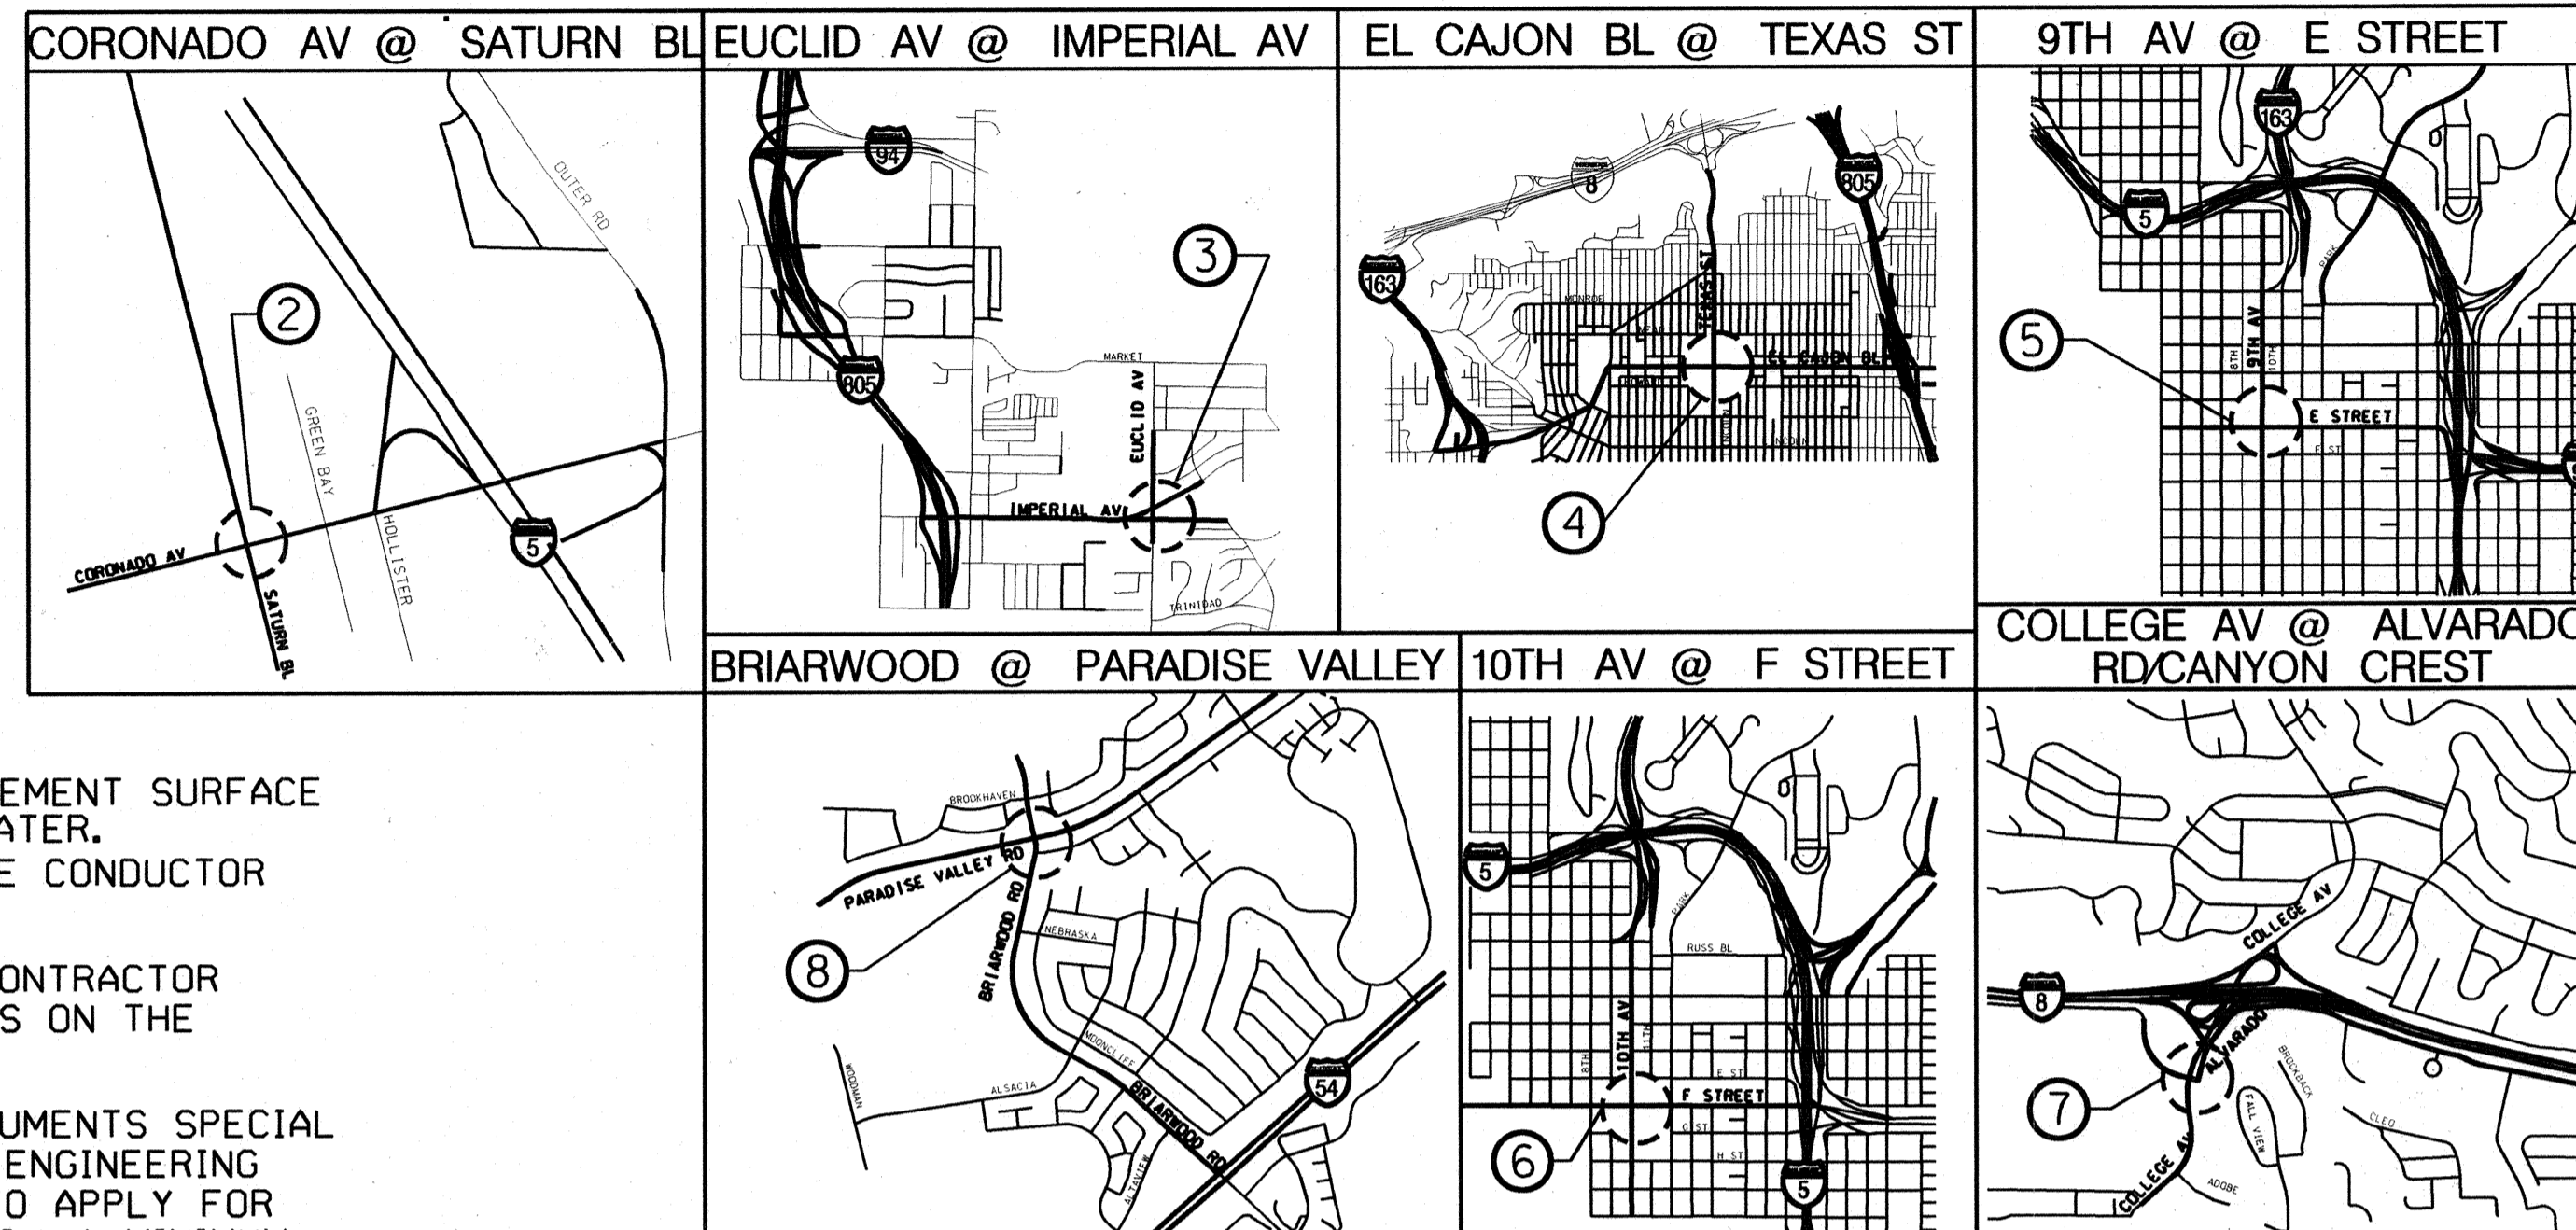 CORONADO AV @ SATURN BL
OUTER RD
2
GREEN BAY
HOLLISTER
5
CORONADO AV
SATURN BL
EUCLID AV @ IMPERIAL AV
94
3
805
MARKET
EUCLID AV
IMPERIAL AV
TRINIDAD
EL CAJON BL @ TEXAS ST
8
805
163
TEXAS ST
MONROE
MEAD
EL CAJON BL
HOWARD
LINCOLN
LINCOLN
4
9TH AV @ E STREET
163
5
PARK
5
8TH
9TH AV
10TH
E STREET
F ST
BRIARWOOD @ PARADISE VALLEY
BROOKHAVEN
PARADISE VALLEY RD
BRIARWOOD RD
8
NEBRASKA
MOONCLIFF
WOODMAN
ALSACIA
BRIARWOOD RD
54
ALTAVIEW
10TH AV @ F STREET
5
PARK
RUSS BL
10TH AV
11TH
8TH
E ST
F STREET
G ST
H ST
6
5
COLLEGE AV @ ALVARADO
RD/CANYON CREST
COLLEGE AV
8
ALVARADO
7
BROCKBACK
FALL VIEW
CLEO
COLLEGE AV
ADOBE
EMENT SURFACE
ATER.
E CONDUCTOR
ONTRACTOR
S ON THE
UMENTS SPECIAL
ENGINEERING
O APPLY FOR